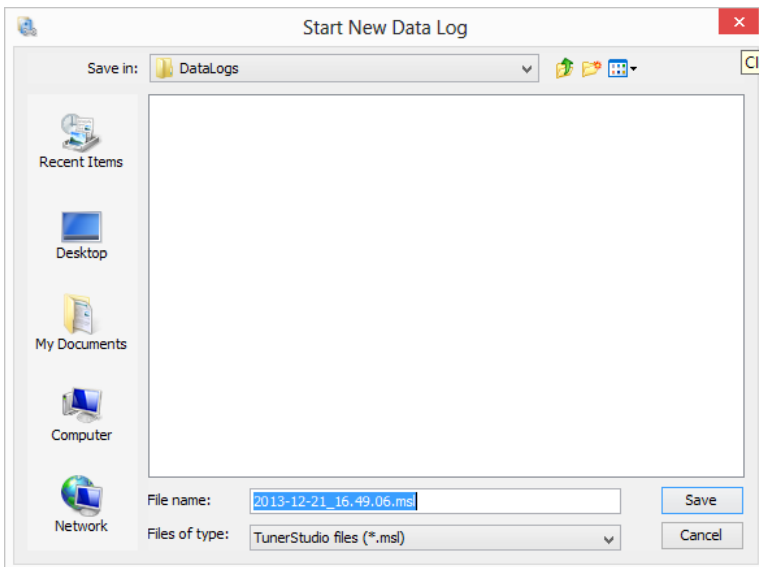 Start New Data Log
Save in: DataLogs
Cl
Recent Items
Desktop
My Documents
Computer
Network
File name: 2013-12-21_16.49.06.msl Save
Files of type: TunerStudio files (*.msl) Cancel